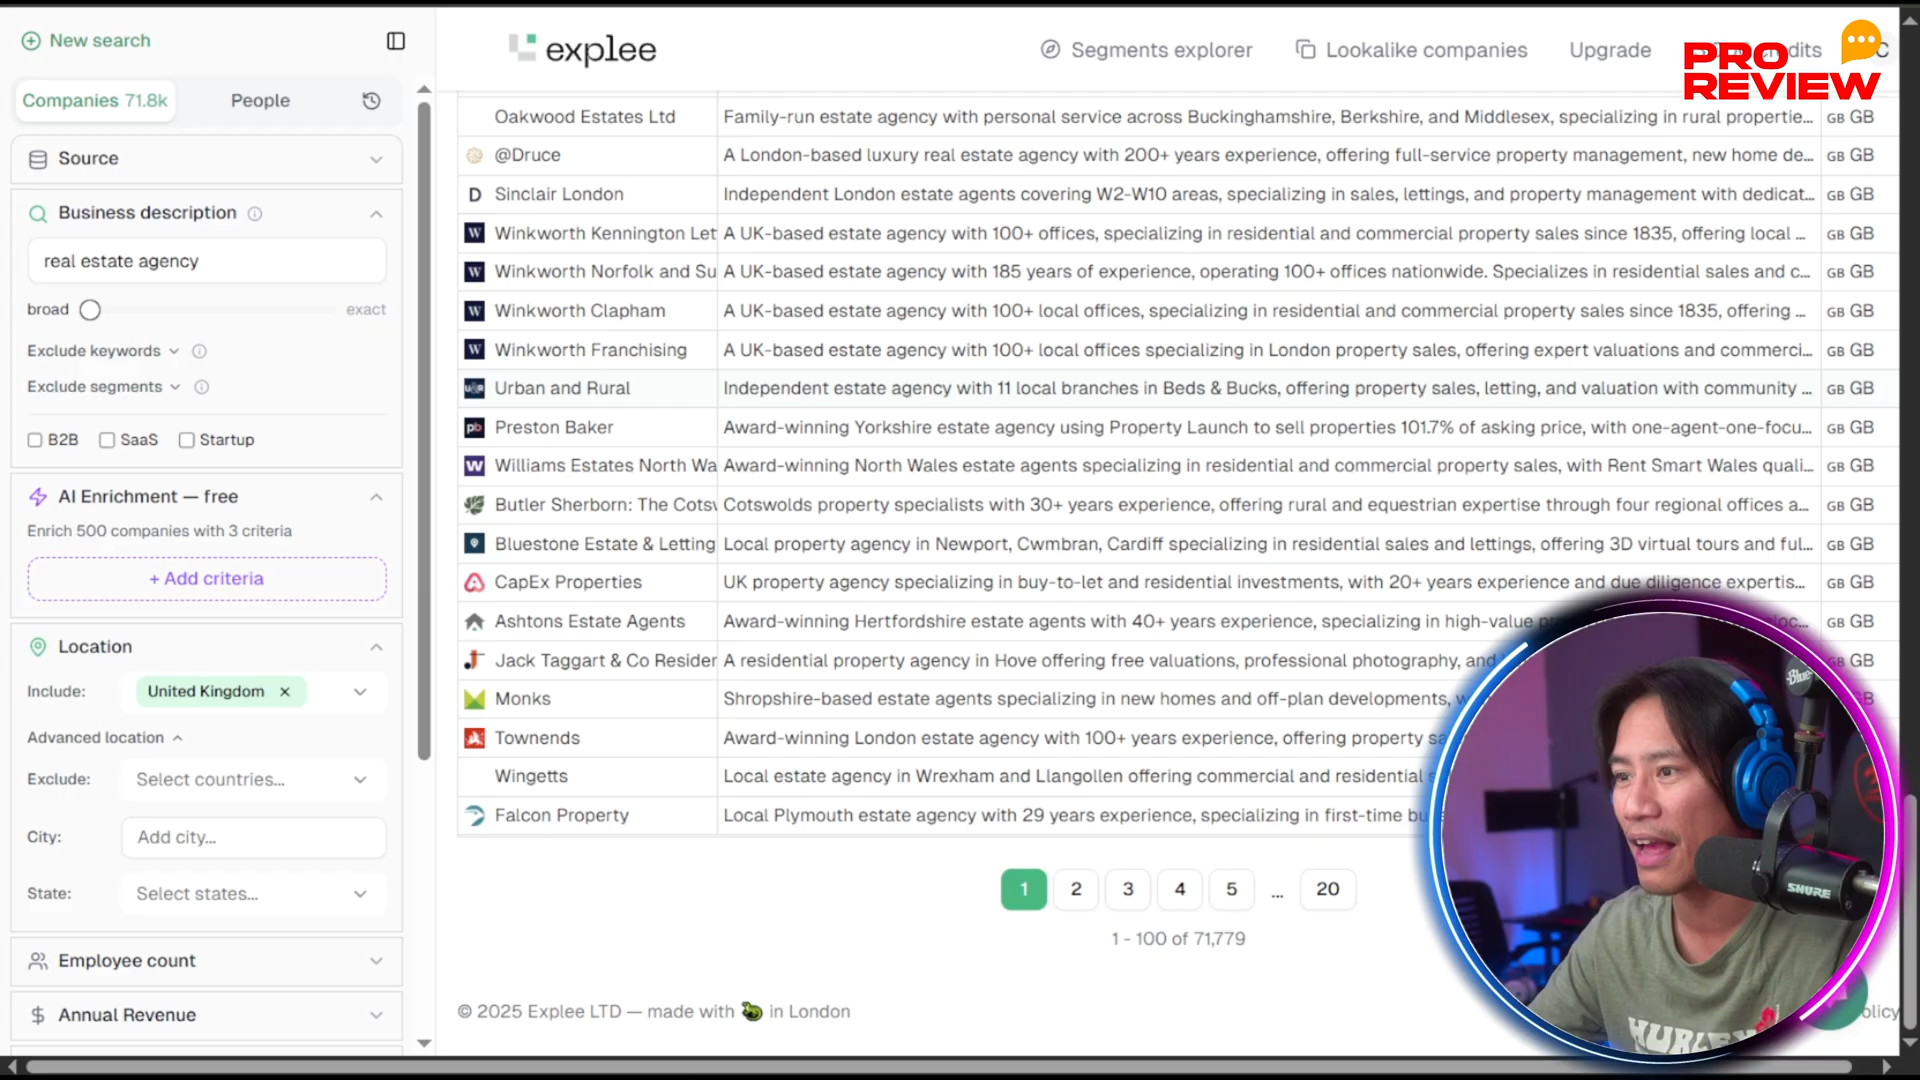 New search
Companies 71.8k
People
Source
Business description
real estate agency
broad
exact
Exclude keywords
Exclude segments
B2B
SaaS
Startup
AI Enrichment — free
Enrich 500 companies with 3 criteria
+ Add criteria
Location
Include:
United Kingdom ×
Advanced location
Exclude:
Select countries...
City:
Add city...
State:
Select states...
Employee count
Annual Revenue
explee
Segments explorer
Lookalike companies
Upgrade
PRO
REVIEW
Oakwood Estates Ltd
Family-run estate agency with personal service across Buckinghamshire, Berkshire, and Middlesex, specializing in rural propertie...
GB GB
@Druce
A London-based luxury real estate agency with 200+ years experience, offering full-service property management, new home de...
GB GB
D Sinclair London
Independent London estate agents covering W2-W10 areas, specializing in sales, lettings, and property management with dedicat...
GB GB
W Winkworth Kennington Let
A UK-based estate agency with 100+ offices, specializing in residential and commercial property sales since 1835, offering local ...
GB GB
W Winkworth Norfolk and Su
A UK-based estate agency with 185 years of experience, operating 100+ offices nationwide. Specializes in residential sales and c...
GB GB
W Winkworth Clapham
A UK-based estate agency with 100+ local offices, specializing in residential and commercial property sales since 1835, offering ...
GB GB
W Winkworth Franchising
A UK-based estate agency with 100+ local offices specializing in London property sales, offering expert valuations and commerci...
GB GB
U&R Urban and Rural
Independent estate agency with 11 local branches in Beds & Bucks, offering property sales, letting, and valuation with community ...
GB GB
pb Preston Baker
Award-winning Yorkshire estate agency using Property Launch to sell properties 101.7% of asking price, with one-agent-one-focu...
GB GB
W Williams Estates North Wa
Award-winning North Wales estate agents specializing in residential and commercial property sales, with Rent Smart Wales quali...
GB GB
Butler Sherborn: The Cotsw
Cotswolds property specialists with 30+ years experience, offering rural and equestrian expertise through four regional offices a...
GB GB
Bluestone Estate & Letting
Local property agency in Newport, Cwmbran, Cardiff specializing in residential sales and lettings, offering 3D virtual tours and ful...
GB GB
CapEx Properties
UK property agency specializing in buy-to-let and residential investments, with 20+ years experience and due diligence expertis...
GB GB
Ashtons Estate Agents
Award-winning Hertfordshire estate agents with 40+ years experience, specializing in high-value
GB GB
Jack Taggart & Co Resider
A residential property agency in Hove offering free valuations, professional photography, and
GB
Monks
Shropshire-based estate agents specializing in new homes and off-plan developments,
Townends
Award-winning London estate agency with 100+ years experience, offering property
Wingetts
Local estate agency in Wrexham and Llangollen offering commercial and residential
Falcon Property
Local Plymouth estate agency with 29 years experience, specializing in first-time
1 2 3 4 5 ... 20
1 - 100 of 71,779
© 2025 Explee LTD — made with in London
Blue
SHURE
HURLEY